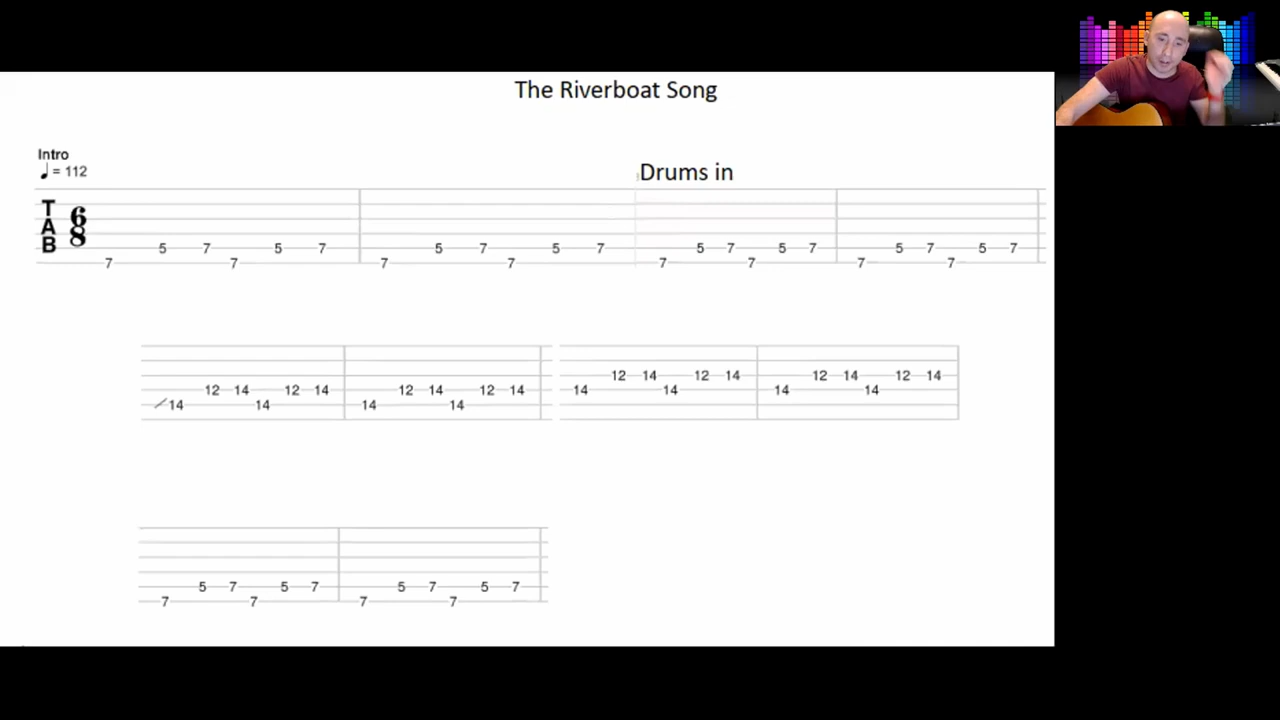 The Riverboat Song
Intro
♩ = 112
Drums in
T
A
B
6
8
5 7 5 7 5 7 5 7 5 7 5 7 5 7 5 7
7 7 7 7 7 7 7 7
12 14 12 14 12 14 12 14
14 14 14 14
12 14 12 14 12 14 12 14
14 14 14 14
5 7 5 7 5 7 5 7
7 7 7 7